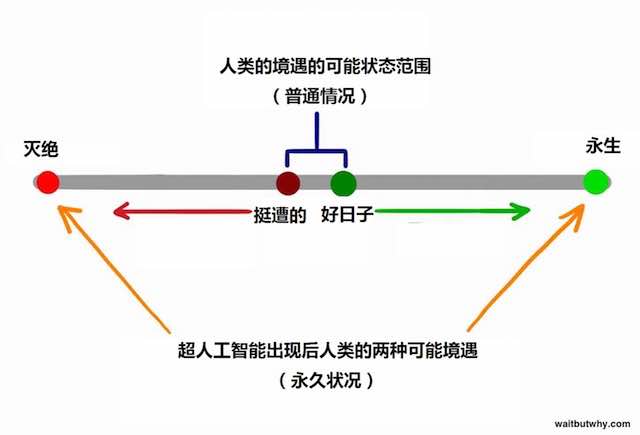 人类的境遇的可能状态范围
（普通情况）
灭绝
永生
挺遭的 好日子
超人工智能出现后人类的两种可能境遇
（永久状况）
waitbutwhy.com